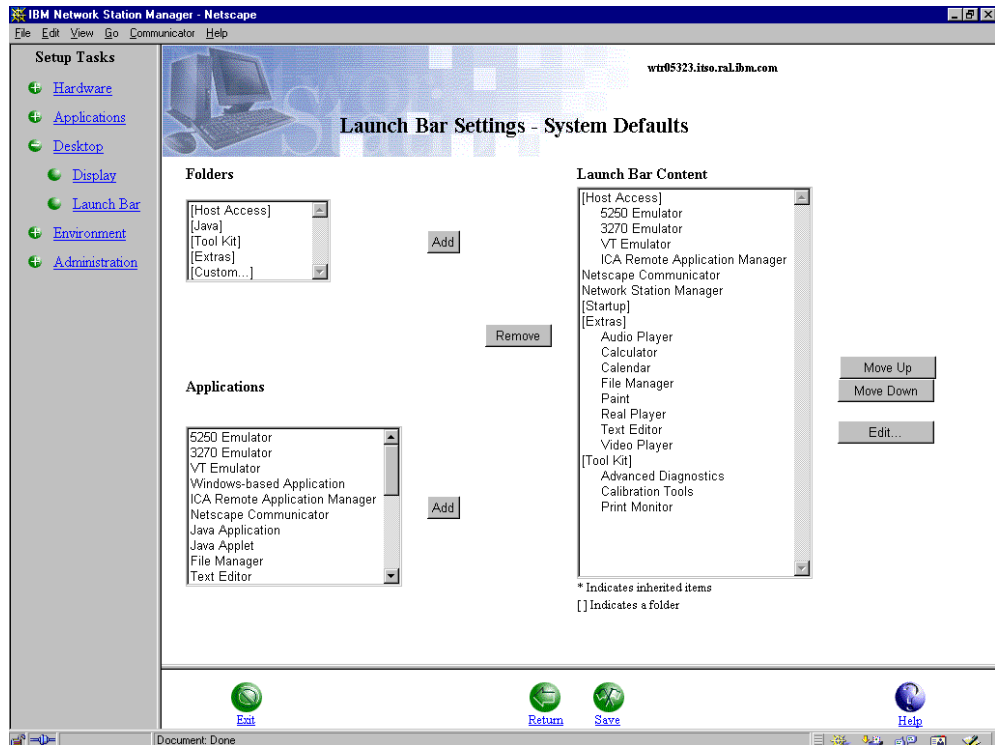 IBM Network Station Manager - Netscape
File Edit View Go Communicator Help
Setup Tasks
Hardware
Applications
Desktop
Display
Launch Bar
Environment
Administration
wtr05323.itso.ral.ibm.com
Launch Bar Settings - System Defaults
Folders
[Host Access]
[Java]
[Tool Kit]
[Extras]
[Custom...]
Add
Remove
Applications
5250 Emulator
3270 Emulator
VT Emulator
Windows-based Application
ICA Remote Application Manager
Netscape Communicator
Java Application
Java Applet
File Manager
Text Editor
Add
Launch Bar Content
[Host Access]
5250 Emulator
3270 Emulator
VT Emulator
ICA Remote Application Manager
Netscape Communicator
Network Station Manager
[Startup]
[Extras]
Audio Player
Calculator
Calendar
File Manager
Paint
Real Player
Text Editor
Video Player
[Tool Kit]
Advanced Diagnostics
Calibration Tools
Print Monitor
* Indicates inherited items
[ ] Indicates a folder
Move Up
Move Down
Edit...
Exit
Return
Save
Help
Document: Done